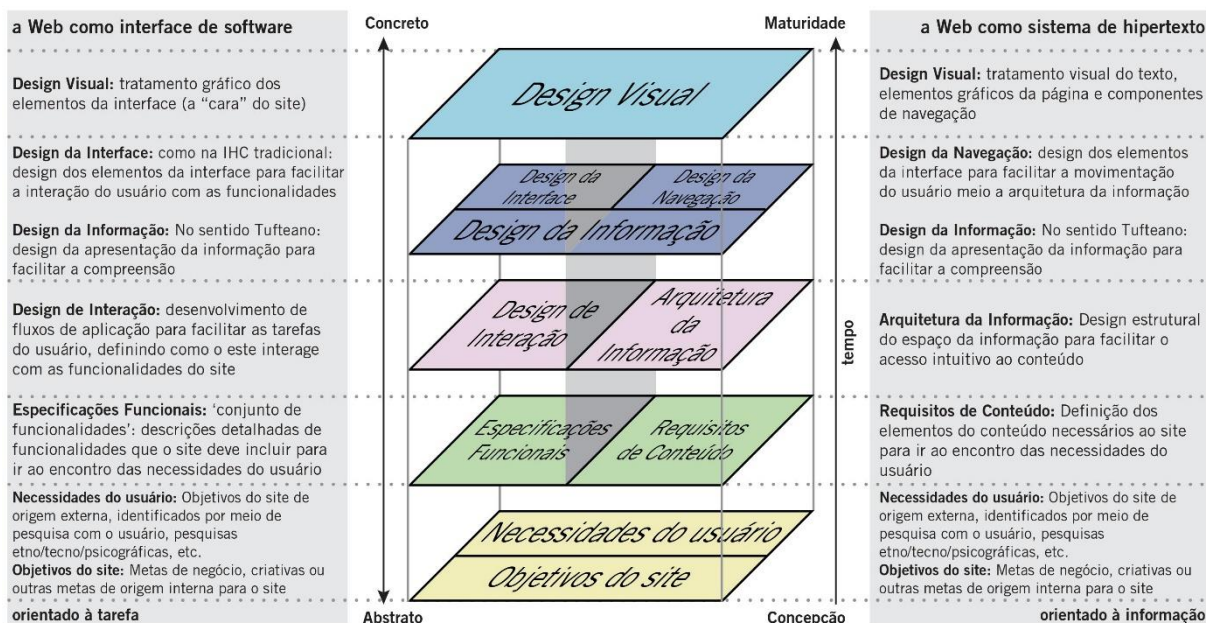 a Web como interface de software
Design Visual: tratamento gráfico dos
elementos da interface (a “cara” do site)
Design da Interface: como na IHC tradicional:
design dos elementos da interface para facilitar
a interação do usuário com as funcionalidades
Design da Informação: No sentido Tufteano:
design da apresentação da informação para
facilitar a compreensão
Design de Interação: desenvolvimento de
fluxos de aplicação para facilitar as tarefas
do usuário, definindo como o este interage
com as funcionalidades do site
Especificações Funcionais: ‘conjunto de
funcionalidades’: descrições detalhadas de
funcionalidades que o site deve incluir para
ir ao encontro das necessidades do usuário
Necessidades do usuário: Objetivos do site de
origem externa, identificados por meio de
pesquisa com o usuário, pesquisas
etno/tecno/psicográficas, etc.
Objetivos do site: Metas de negócio, criativas ou
outras metas de origem interna para o site
orientado à tarefa
Concreto
Maturidade
Design Visual
Design da
Interface
Design da
Navegação
Design da Informação
Design de
Interação
Arquitetura
da
Informação
Especificações
Funcionais
Requisitos
de Conteúdo
Necessidades do usuário
Objetivos do site
tempo
Abstrato
Concepção
a Web como sistema de hipertexto
Design Visual: tratamento visual do texto,
elementos gráficos da página e componentes
de navegação
Design da Navegação: design dos elementos
da interface para facilitar a movimentação
do usuário meio a arquitetura da informação
Design da Informação: No sentido Tufteano:
design da apresentação da informação para
facilitar a compreensão
Arquitetura da Informação: Design estrutural
do espaço da informação para facilitar o
acesso intuitivo ao conteúdo
Requisitos de Conteúdo: Definição dos
elementos do conteúdo necessários ao site
para ir ao encontro das necessidades do
usuário
Necessidades do usuário: Objetivos do site de
origem externa, identificados por meio de
pesquisa com o usuário, pesquisas
etno/tecno/psicográficas, etc.
Objetivos do site: Metas de negócio, criativas ou
outras metas de origem interna para o site
orientado à informação